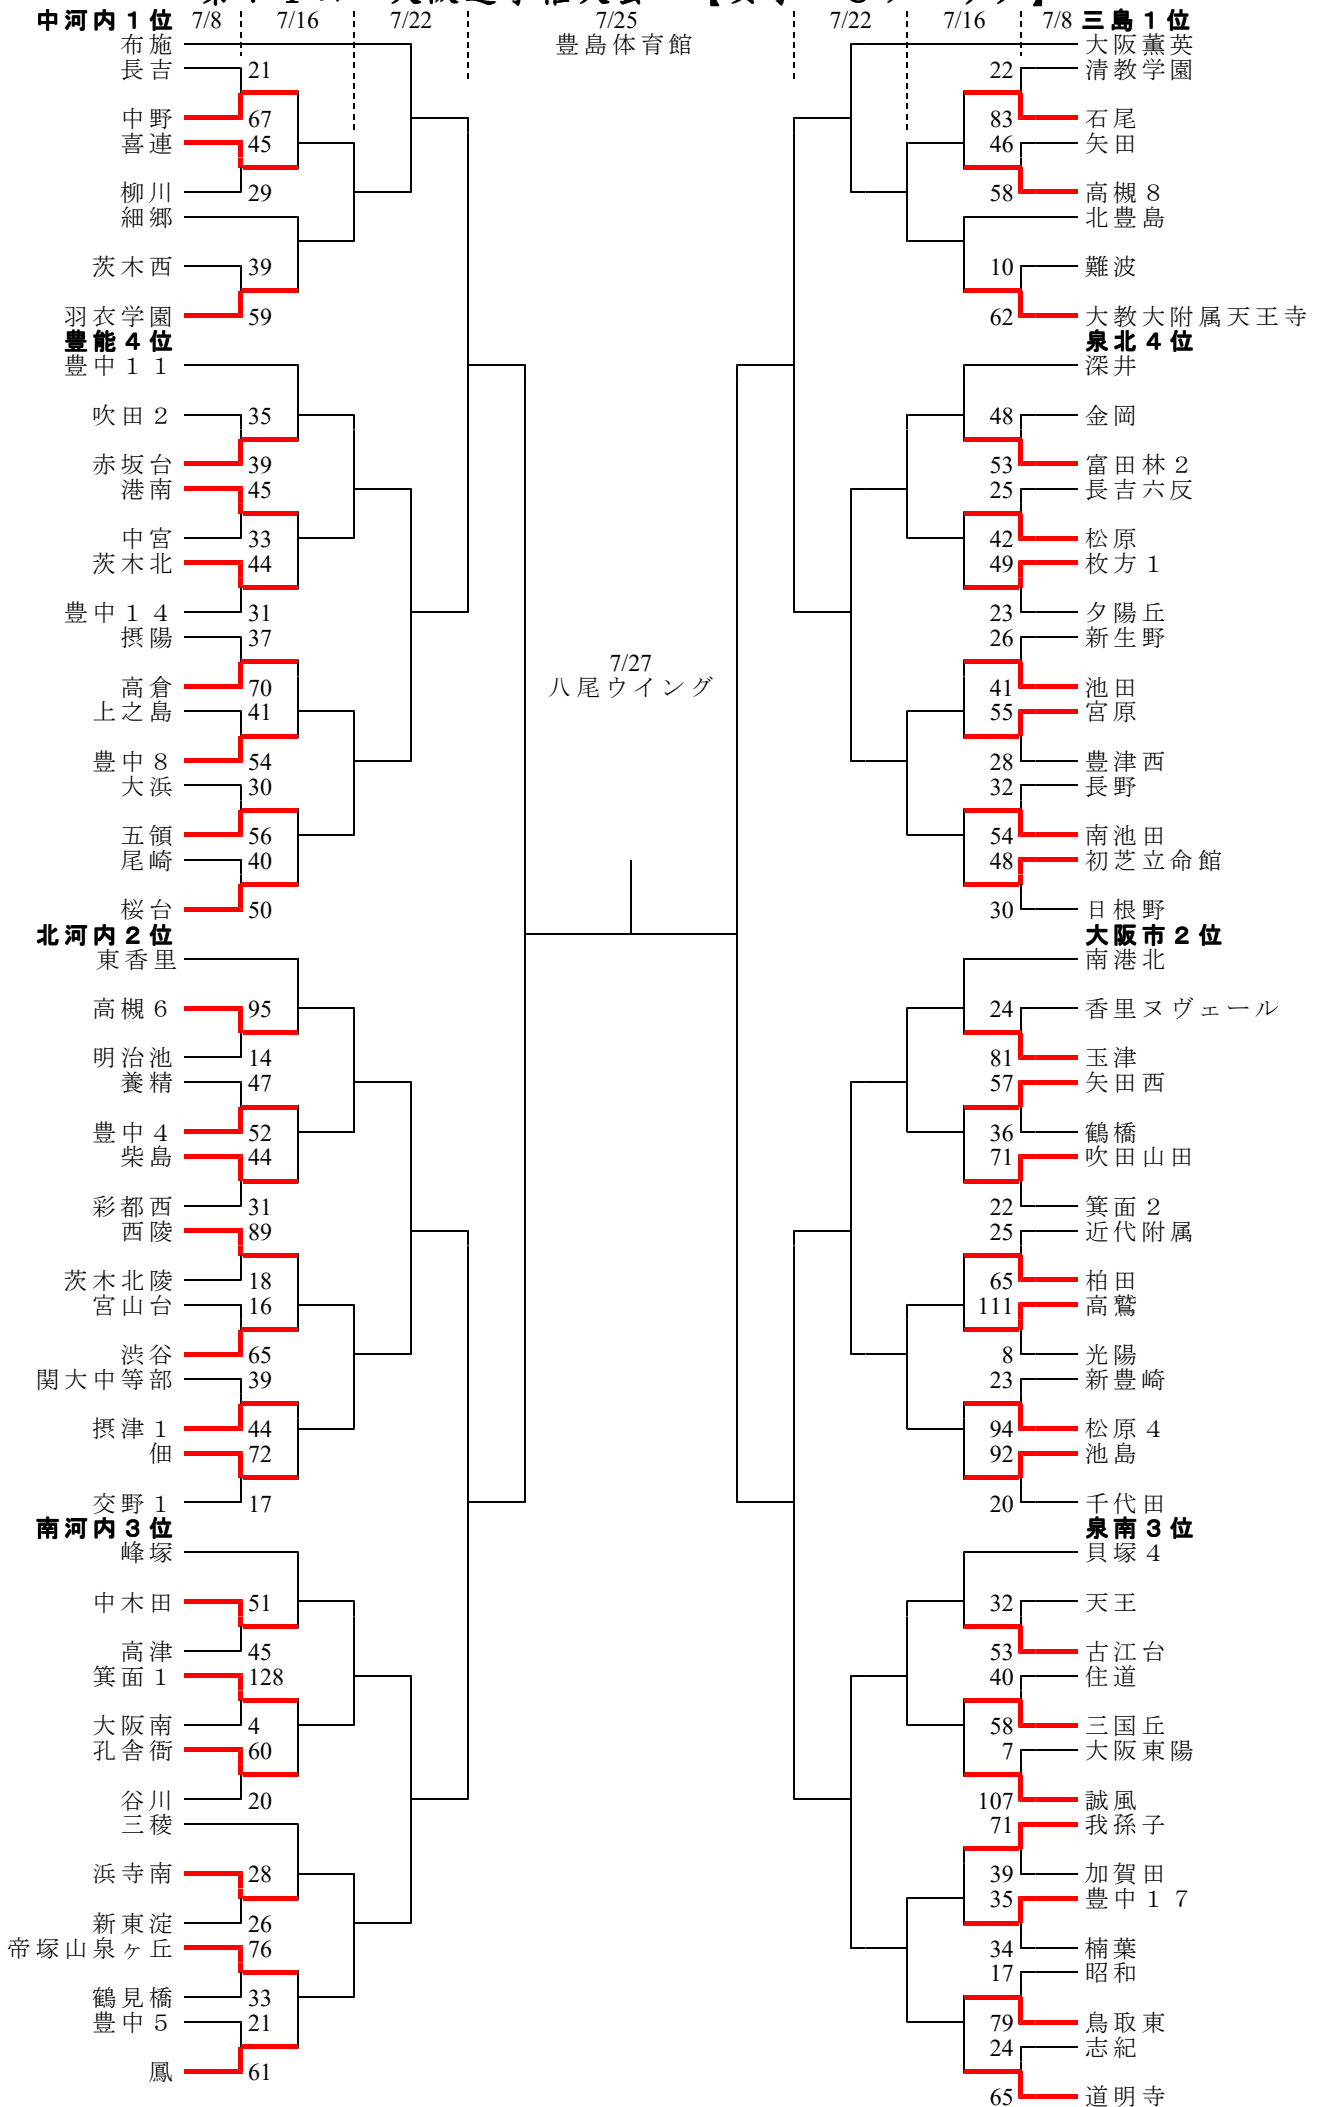 中河内１位 7/8 7/16 7/22 7/25 7/22 7/16 7/8 三島１位
豊島体育館
布施
長吉 21
中野 67
喜連 45
柳川 29
細郷
茨木西 39
羽衣学園 59
豊能４位
豊中１１
吹田２ 35
赤坂台 39
港南 45
中宮 33
茨木北 44
豊中１４ 31
摂陽 37
高倉 70
上之島 41
豊中８ 54
大浜 30
五領 56
尾崎 40
桜台 50
北河内２位
東香里
高槻６ 95
明治池 14
養精 47
豊中４ 52
柴島 44
彩都西 31
西陵 89
茨木北陵 18
宮山台 16
渋谷 65
関大中等部 39
摂津１ 44
佃 72
交野１ 17
南河内３位
峰塚
中木田 51
高津 45
箕面１ 128
大阪南 4
孔舎衙 60
谷川 20
三稜
浜寺南 28
新東淀 26
帝塚山泉ヶ丘 76
鶴見橋 33
豊中５ 21
鳳 61
7/27
八尾ウイング
大阪薫英
22 清教学園
83 石尾
46 矢田
58 高槻８
北豊島
10 難波
62 大教大附属天王寺
泉北４位
深井
48 金岡
53 富田林２
25 長吉六反
42 松原
49 枚方１
23 夕陽丘
26 新生野
41 池田
55 宮原
28 豊津西
32 長野
54 南池田
48 初芝立命館
30 日根野
大阪市２位
南港北
24 香里ヌヴェール
81 玉津
57 矢田西
36 鶴橋
71 吹田山田
22 箕面２
25 近代附属
65 柏田
111 高鷲
8 光陽
23 新豊崎
94 松原４
92 池島
20 千代田
泉南３位
貝塚４
32 天王
53 古江台
40 住道
58 三国丘
7 大阪東陽
107 誠風
71 我孫子
39 加賀田
35 豊中１７
34 楠葉
17 昭和
79 鳥取東
24 志紀
65 道明寺